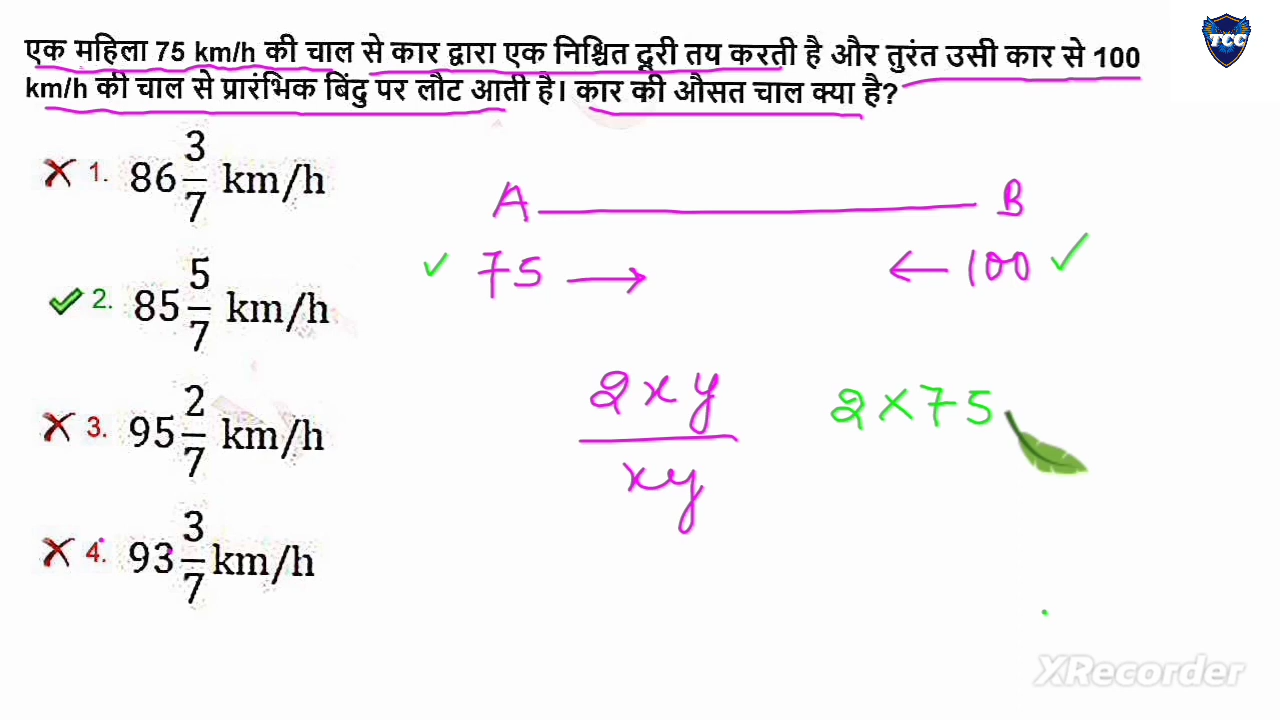 एक महिला 75 km/h की चाल से कार द्वारा एक निश्चित दूरी तय करती है और तुरंत उसी कार से 100
km/h की चाल से प्रारंभिक बिंदु पर लौट आती है। कार की औसत चाल क्या है?
TCC
1. 86 3/7 km/h
2. 85 5/7 km/h
3. 95 2/7 km/h
4. 93 3/7 km/h
A B
75 → ← 100
2xy
xy
2×75
XRecorder